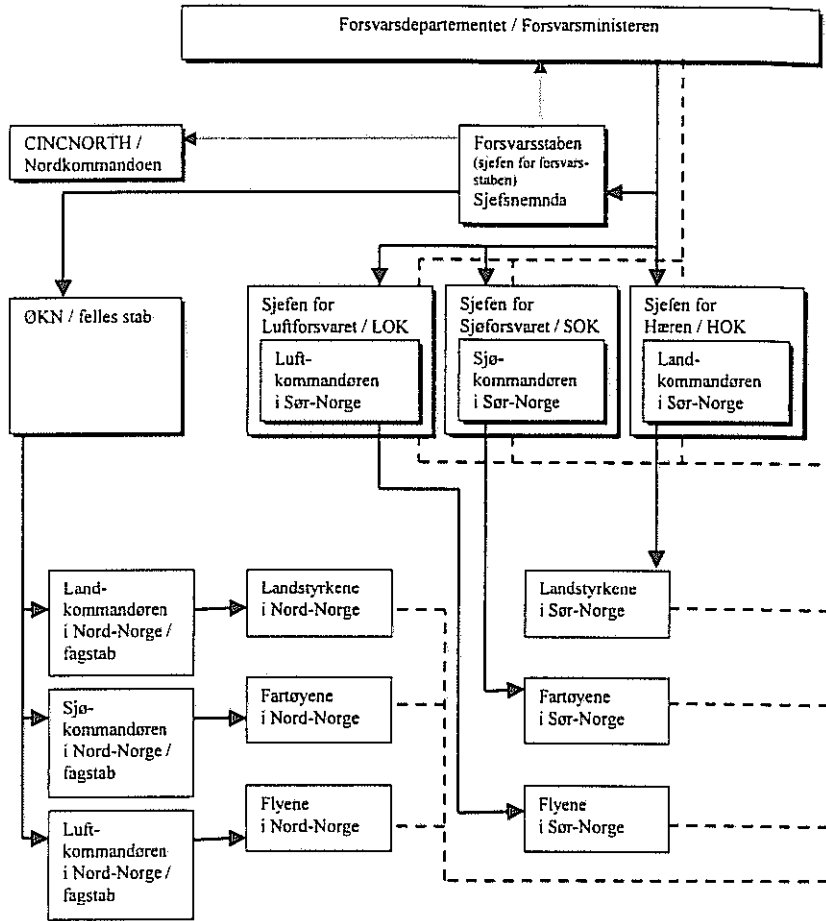 Forsvarsdepartementet / Forsvarsministeren
CINCNORTH /
Nordkommandoen
Forsvarsstaben
(sjefen for forsvars-
staben)
Sjefsnemnda
ØKN / felles stab
Sjefen for
Luftforsvaret / LOK
Luft-
kommandøren
i Sør-Norge
Sjefen for
Sjøforsvaret / SOK
Sjø-
kommandøren
i Sør-Norge
Sjefen for
Hæren / HOK
Land-
kommandøren
i Sør-Norge
Land-
kommandøren
i Nord-Norge /
fagstab
Landstyrkene
i Nord-Norge
Landstyrkene
i Sør-Norge
Sjø-
kommandøren
i Nord-Norge /
fagstab
Fartøyene
i Nord-Norge
Fartøyene
i Sør-Norge
Luft-
kommandøren
i Nord-Norge /
fagstab
Flyene
i Nord-Norge
Flyene
i Sør-Norge